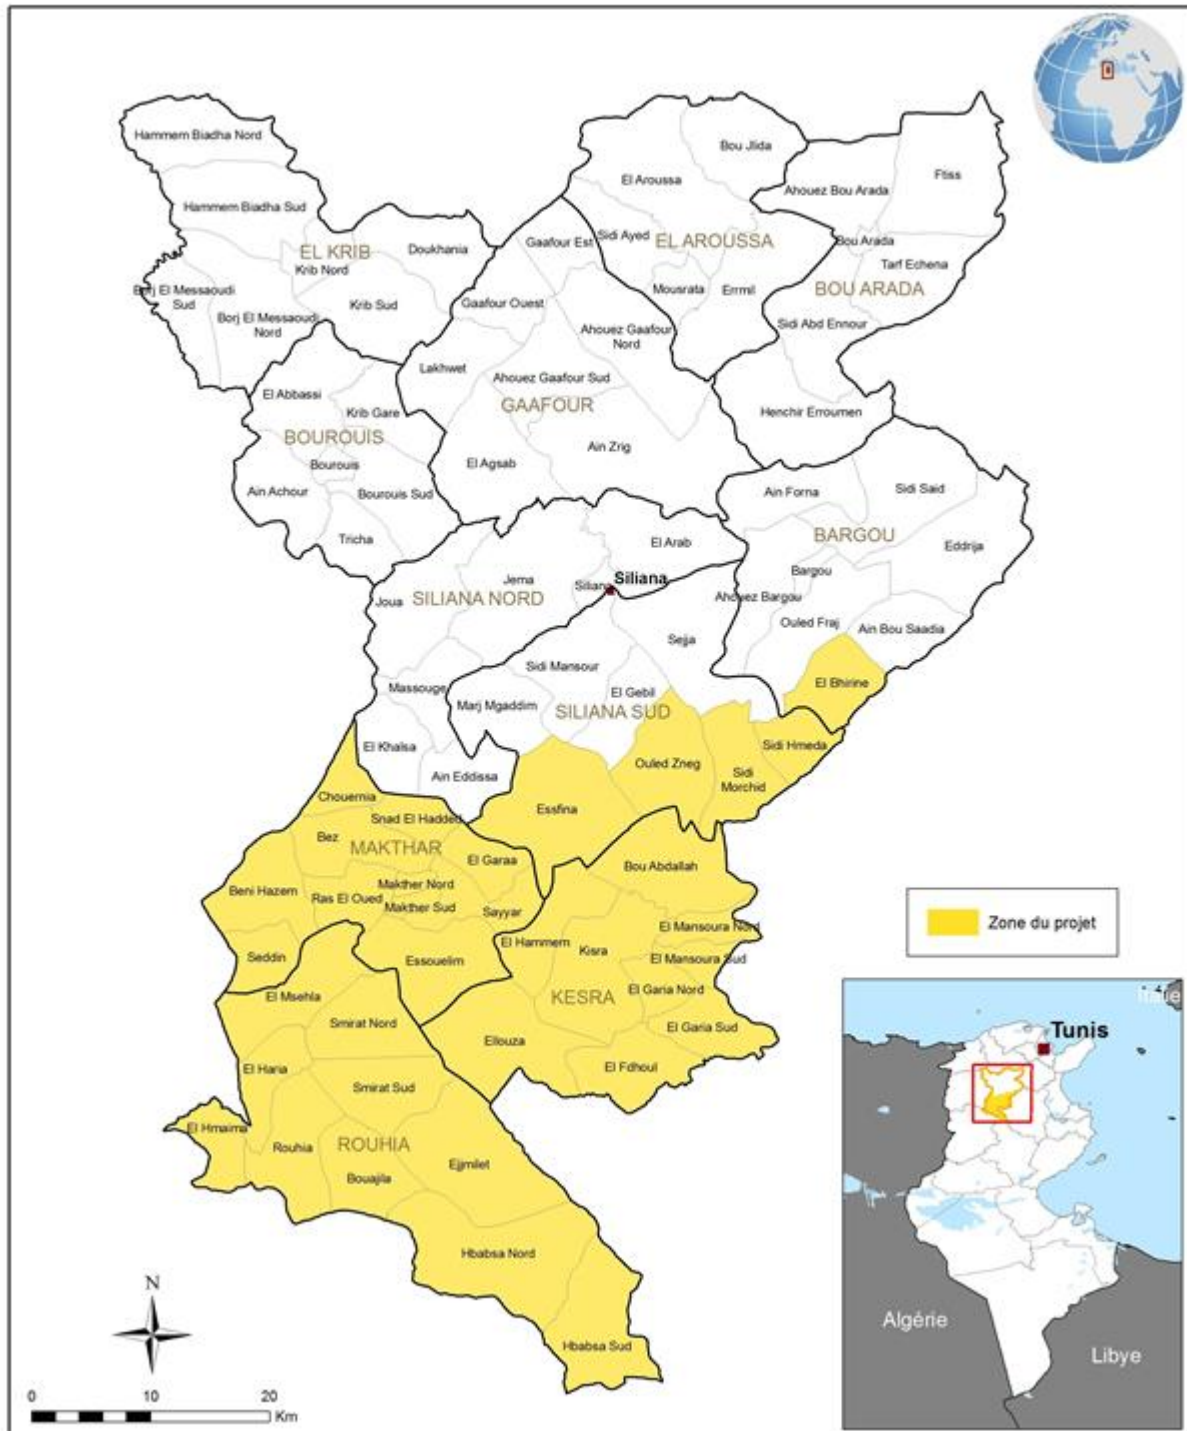 Hammem Biadha Nord
Bou Jlida
El Aroussa
Ftiss
Ahouez Bou Arada
Hammem Biadha Sud
Sidi Ayed
Gaafour Est
EL AROUSSA
Bou Arada
Doukhania
EL KRIB
Krib Nord
Tarf Echena
Borj El Messaoudi
Sud
Mousrata
Errmil
BOU ARADA
Krib Sud
Gaafour Ouest
Borj El Messaoudi
Nord
Sidi Abd Ennour
Ahouez Gaafour
Nord
Lakhwet
Ahouez Gaafour Sud
El Abbassi
GAAFOUR
Krib Gare
Henchir Erroumen
BOUROUIS
Ain Zrig
Bourouis
El Agsab
Ain Achour
Bourouis Sud
Ain Forna
Sidi Said
BARGOU
Tricha
El Arab
Eddrija
Bargou
Jema
Siliana
Siliana
SILIANA NORD
Joua
Ahouez Bargou
Ouled Fraj
Ain Bou Saadia
Sejja
Sidi Mansour
El Bhirine
Massouge
El Gebil
Marj Mgaddim
SILIANA SUD
El Khalsa
Sidi Hmeda
Ouled Zneg
Ain Eddissa
Sidi
Morchid
Chouernia
Essfina
Snad El Hadded
Bez
MAKTHAR
El Garaa
Bou Abdallah
Beni Hazem
Makther Nord
Ras El Oued
Makther Sud
Sayyar
El Mansoura Nord
El Hammem
Kisra
Seddin
Essouelim
El Mansoura Sud
El Garia Nord
El Msehla
KESRA
Smirat Nord
El Garia Sud
Ellouza
El Haria
El Fdhoul
Smirat Sud
El Hmaima
Rouhia
ROUHIA
Ejjmilet
Bouajila
Hbabsa Nord
Hbabsa Sud
N
0 10 20
Km
Zone du projet
Italie
Tunis
Algérie
Libye